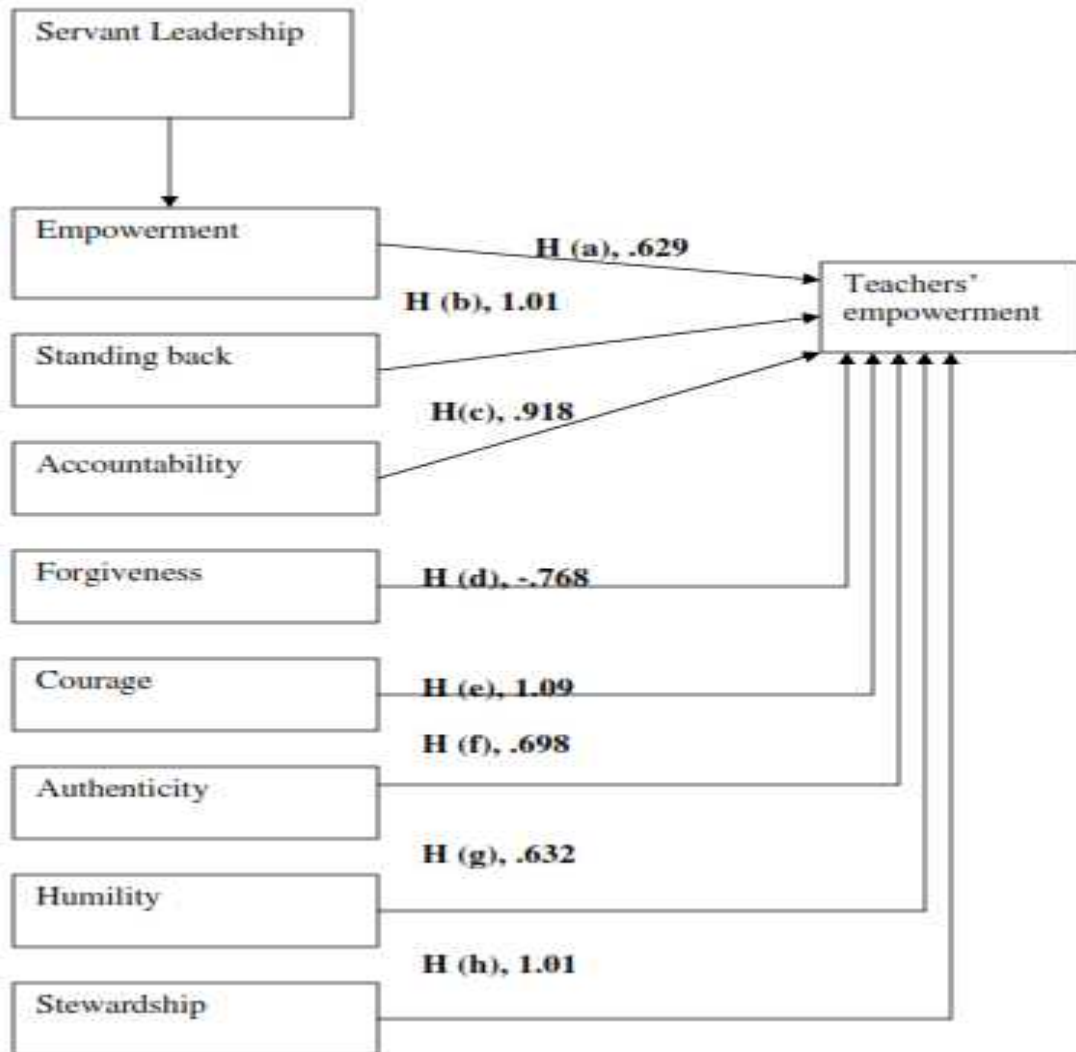 Servant Leadership
Empowerment
H (a), .629
Teachers'
empowerment
H (b), 1.01
Standing back
H(c), .918
Accountability
Forgiveness
H (d), -.768
Courage
H (e), 1.09
H (f), .698
Authenticity
H (g), .632
Humility
H (h), 1.01
Stewardship